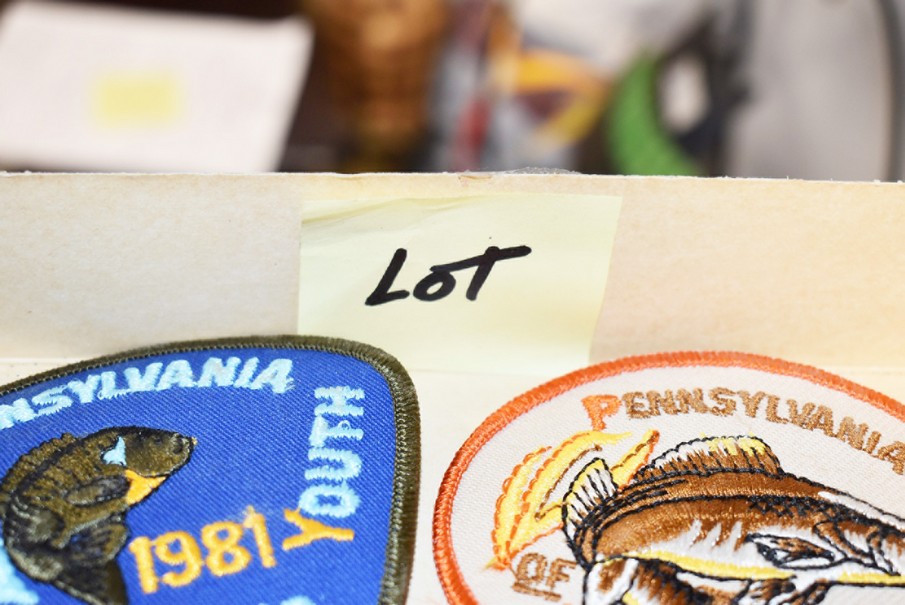 LOT
NSYLVANIA
YOUTH
1981
PENNSYLVANIA
OF